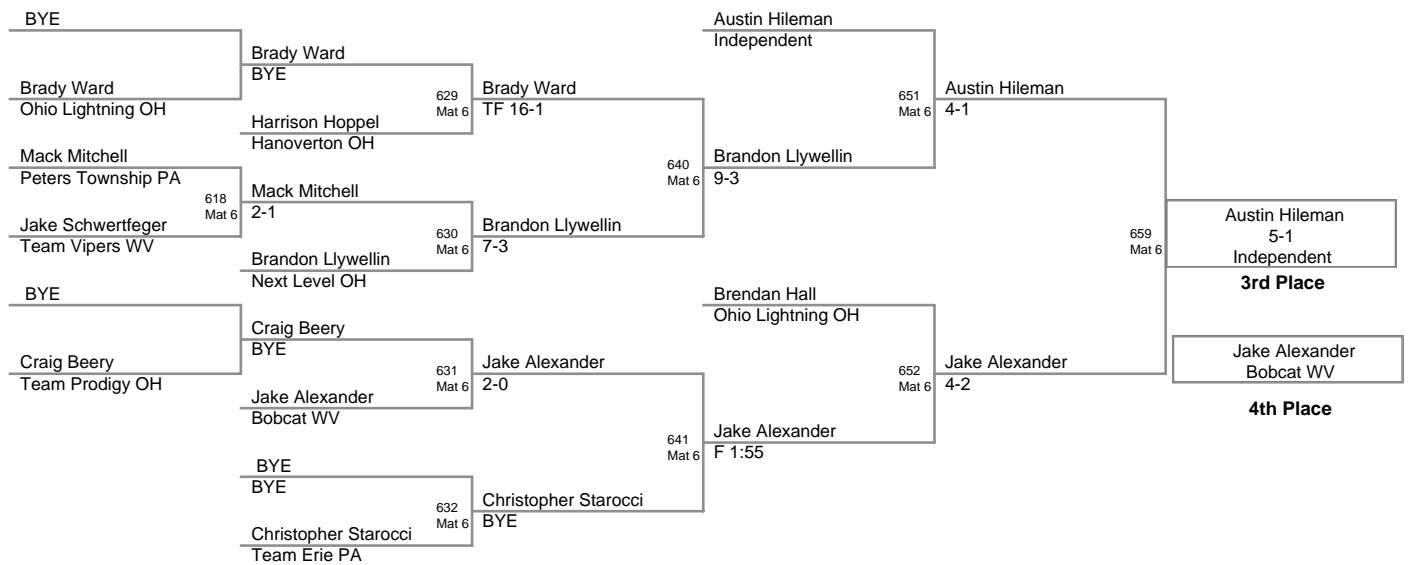 BYE
Brady Ward
Ohio Lightning OH
Mack Mitchell
Peters Township PA
618
Mat 6
Jake Schwertfeger
Team Vipers WV
BYE
Craig Beery
Team Prodigy OH
Brady Ward
BYE
629
Mat 6
Harrison Hoppel
Hanoverton OH
Mack Mitchell
2-1
630
Mat 6
Brandon Llywellin
Next Level OH
Craig Beery
BYE
631
Mat 6
Jake Alexander
Bobcat WV
BYE
BYE
632
Mat 6
Christopher Starocci
Team Erie PA
Brady Ward
TF 16-1
640
Mat 6
Brandon Llywellin
7-3
Jake Alexander
2-0
641
Mat 6
Christopher Starocci
BYE
Austin Hileman
Independent
651
Mat 6
Brandon Llywellin
9-3
Brendan Hall
Ohio Lightning OH
652
Mat 6
Jake Alexander
F 1:55
Austin Hileman
4-1
659
Mat 6
Jake Alexander
4-2
Austin Hileman
5-1
Independent
3rd Place
Jake Alexander
Bobcat WV
4th Place